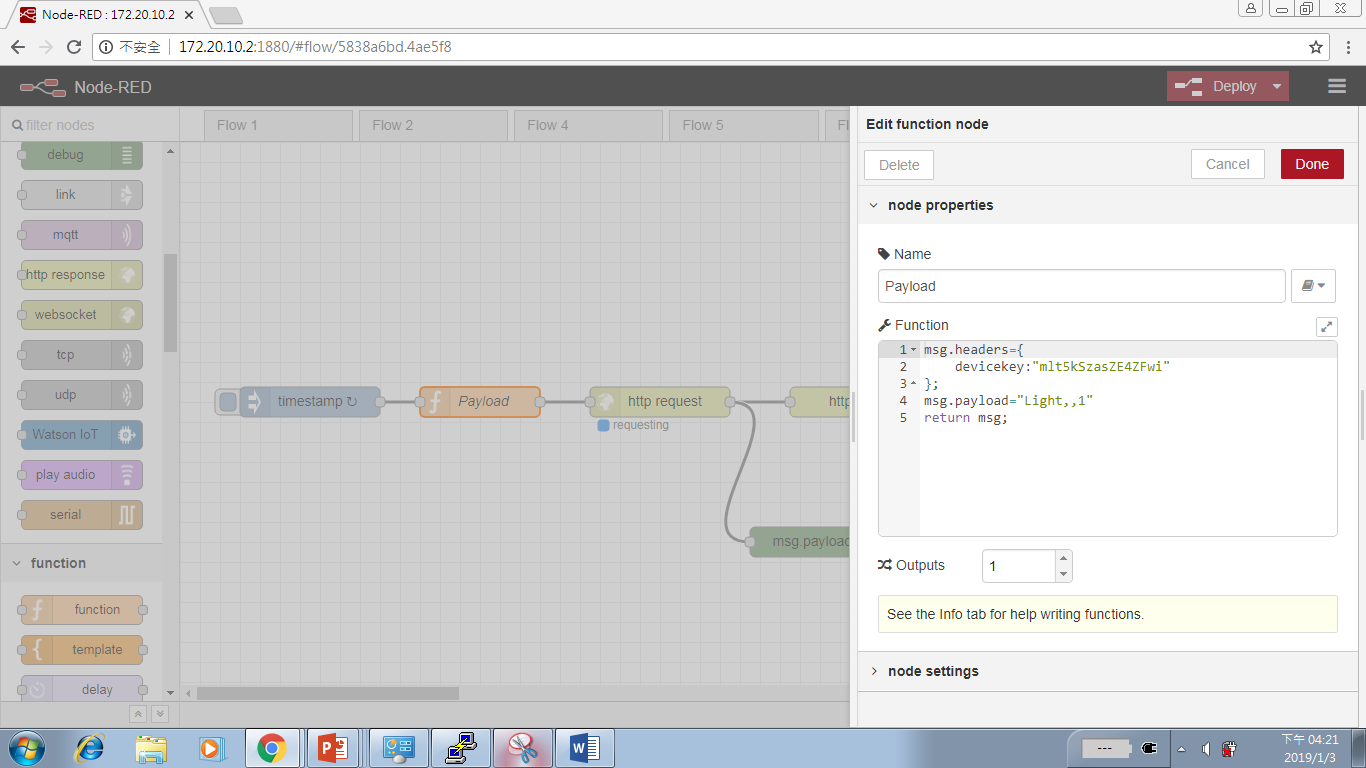 Node-RED : 172.20.10.2
不安全 172.20.10.2:1880/#flow/5838a6bd.4ae5f8
Node-RED
Deploy
filter nodes
Flow 1
Flow 2
Flow 4
Flow 5
Fl
debug
link
mqtt
http response
websocket
tcp
udp
Watson IoT
play audio
serial
function
function
template
delay
timestamp ↻
Payload
http request
requesting
http
msg.payload
Edit function node
Delete
Cancel
Done
node properties
Name
Payload
Function
1 msg.headers={
2 devicekey:"mlt5kSzasZE4ZFwi"
3 };
4 msg.payload="Light,,1"
5 return msg;
Outputs
1
See the Info tab for help writing functions.
node settings
---
下午 04:21
2019/1/3